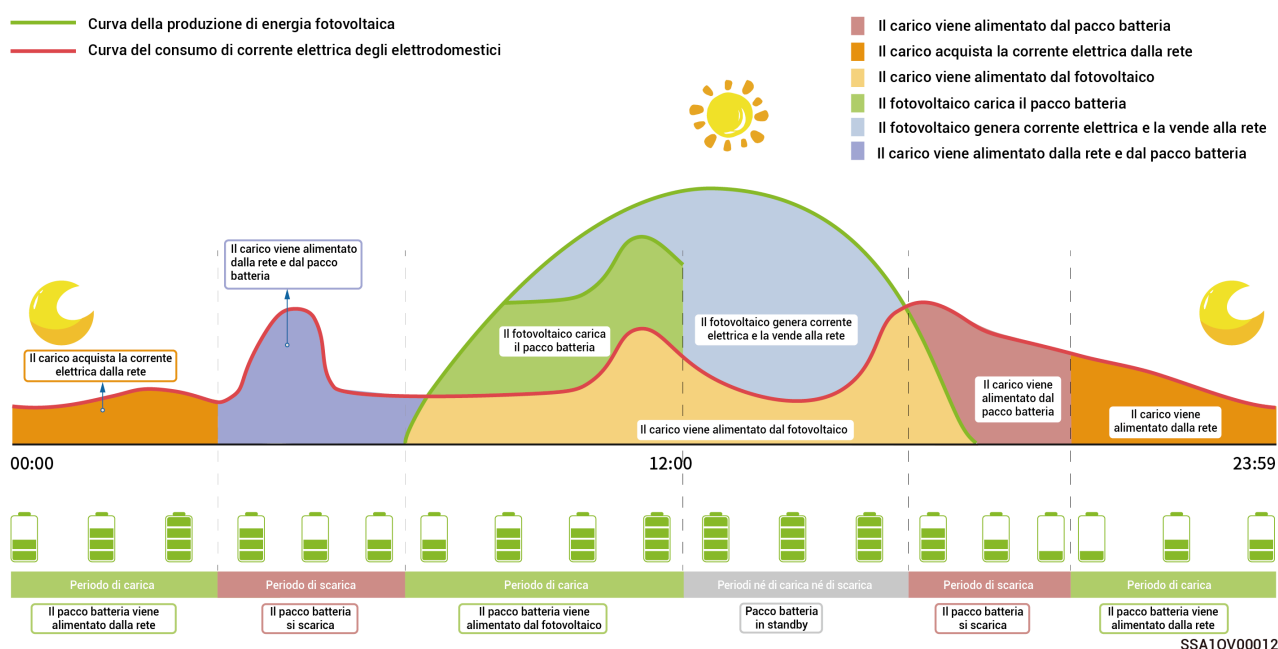 Curva della produzione di energia fotovoltaica
Curva del consumo di corrente elettrica degli elettrodomestici
Il carico viene alimentato dal pacco batteria
Il carico acquista la corrente elettrica dalla rete
Il carico viene alimentato dal fotovoltaico
Il fotovoltaico carica il pacco batteria
Il fotovoltaico genera corrente elettrica e la vende alla rete
Il carico viene alimentato dalla rete e dal pacco batteria
Il carico viene alimentato
dalla rete e dal pacco
batteria
Il carico acquista la corrente
elettrica dalla rete
Il fotovoltaico carica
il pacco batteria
Il fotovoltaico genera corrente
elettrica e la vende alla rete
Il carico viene
alimentato dal
pacco batteria
Il carico viene
alimentato dalla rete
Il carico viene alimentato dal fotovoltaico
00:00
12:00
23:59
Periodo di carica
Periodo di scarica
Periodo di carica
Periodi né di carica né di scarica
Periodo di scarica
Periodo di carica
Il pacco batteria viene
alimentato dalla rete
Il pacco batteria
si scarica
Il pacco batteria viene
alimentato dal fotovoltaico
Pacco batteria
in standby
Il pacco batteria
si scarica
Il pacco batteria viene
alimentato dalla rete
SSA1OV00012